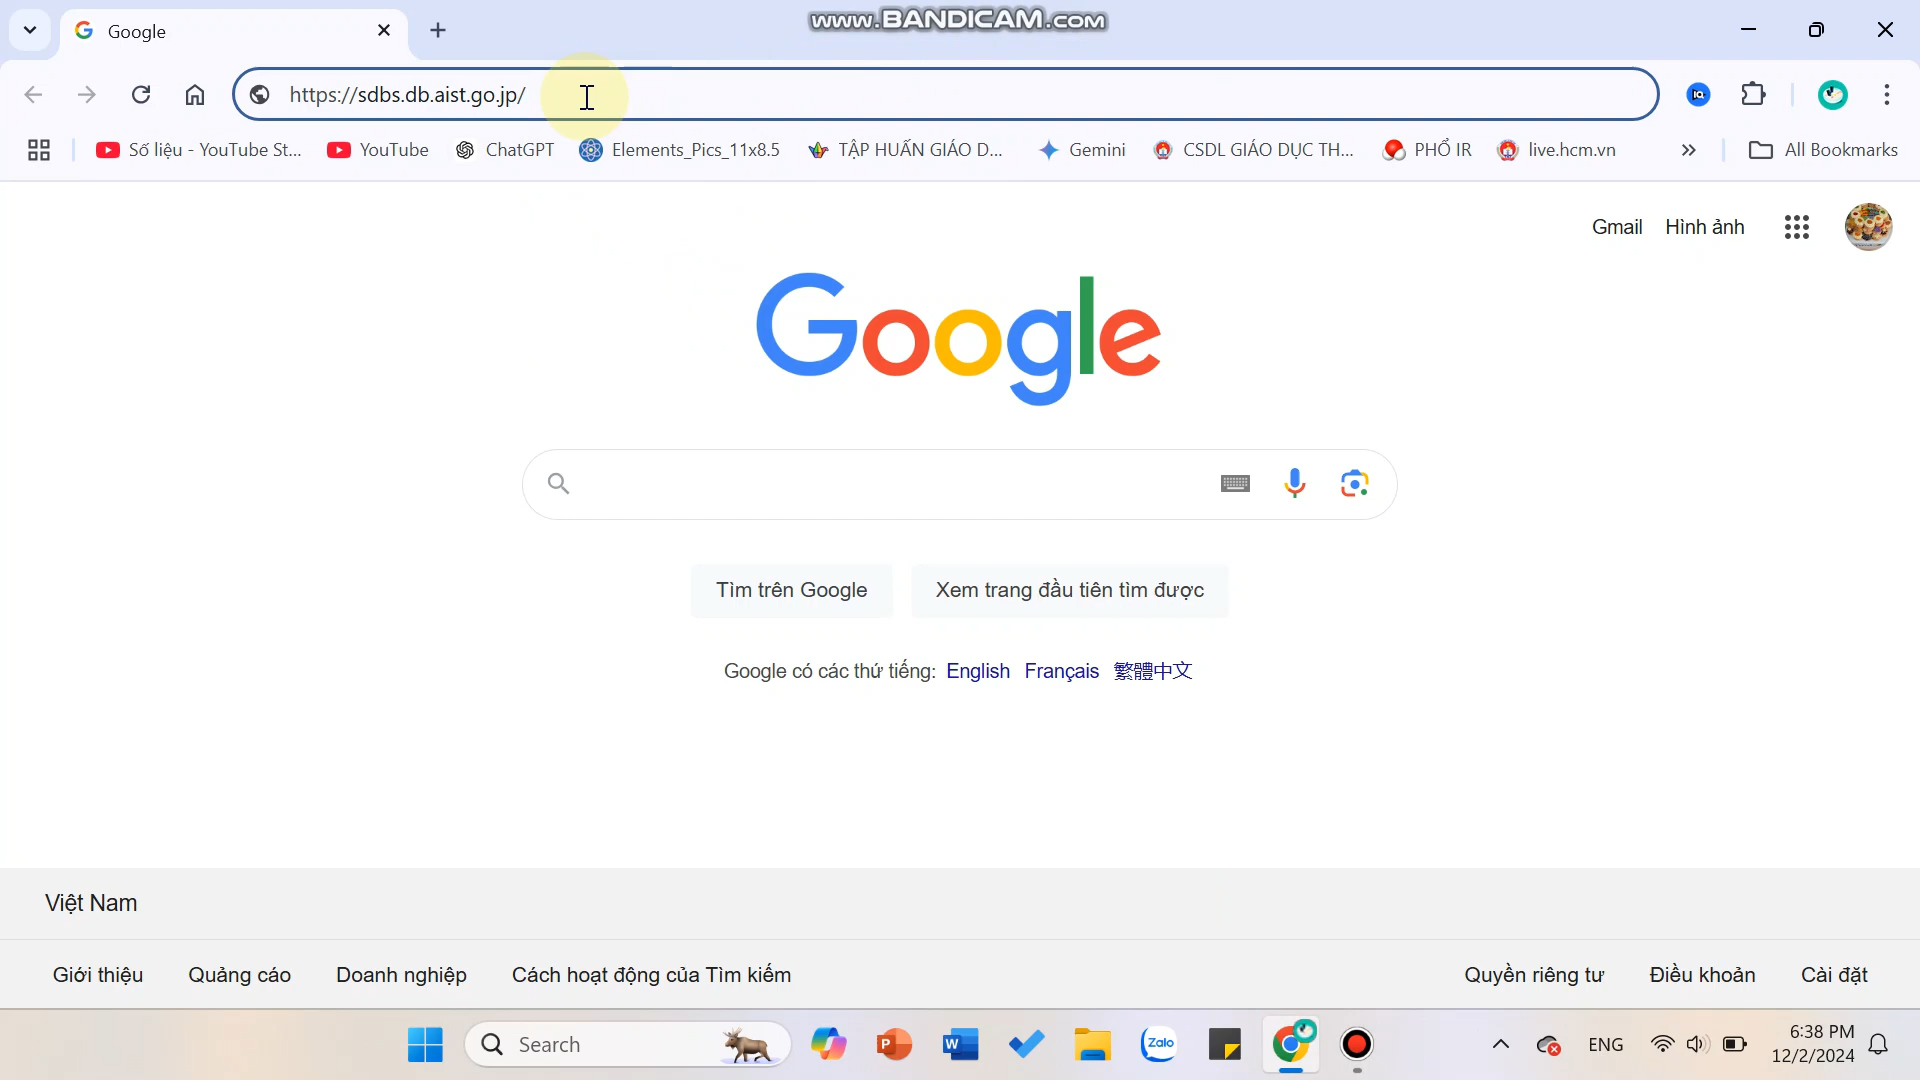 Google
WWW.BANDICAM.COM
https://sdbs.db.aist.go.jp/
Số liệu - YouTube St...
YouTube
ChatGPT
Elements_Pics_11x8.5
TẬP HUẤN GIÁO D...
Gemini
CSDL GIÁO DỤC TH...
PHỔ IR
live.hcm.vn
All Bookmarks
Gmail
Hình ảnh
Google
Tìm trên Google
Xem trang đầu tiên tìm được
Google có các thứ tiếng: English Français 繁體中文
Việt Nam
Giới thiệu
Quảng cáo
Doanh nghiệp
Cách hoạt động của Tìm kiếm
Quyền riêng tư
Điều khoản
Cài đặt
Search
Zalo
ENG
6:38 PM
12/2/2024